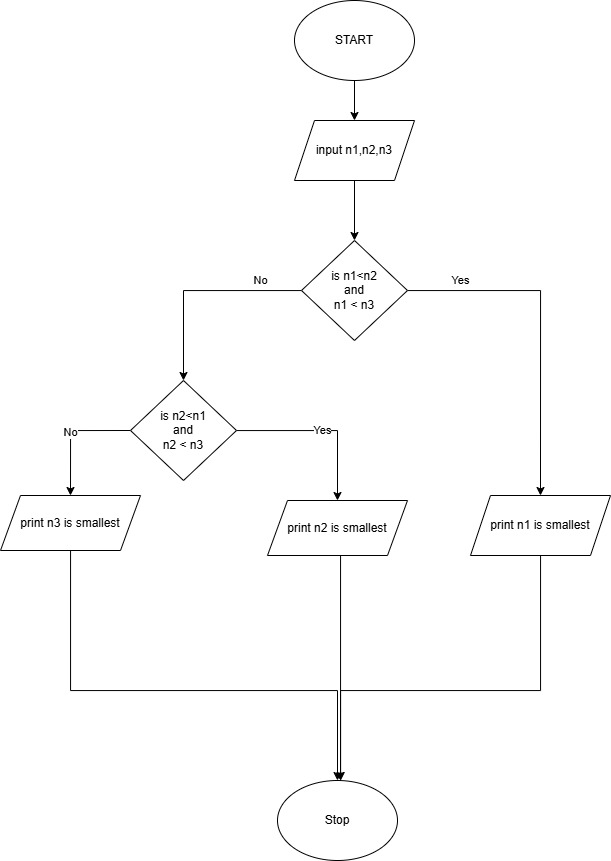 START
input n1,n2,n3
is n1<n2
and
n1 < n3
No
Yes
is n2<n1
and
n2 < n3
No
Yes
print n3 is smallest
print n2 is smallest
print n1 is smallest
Stop